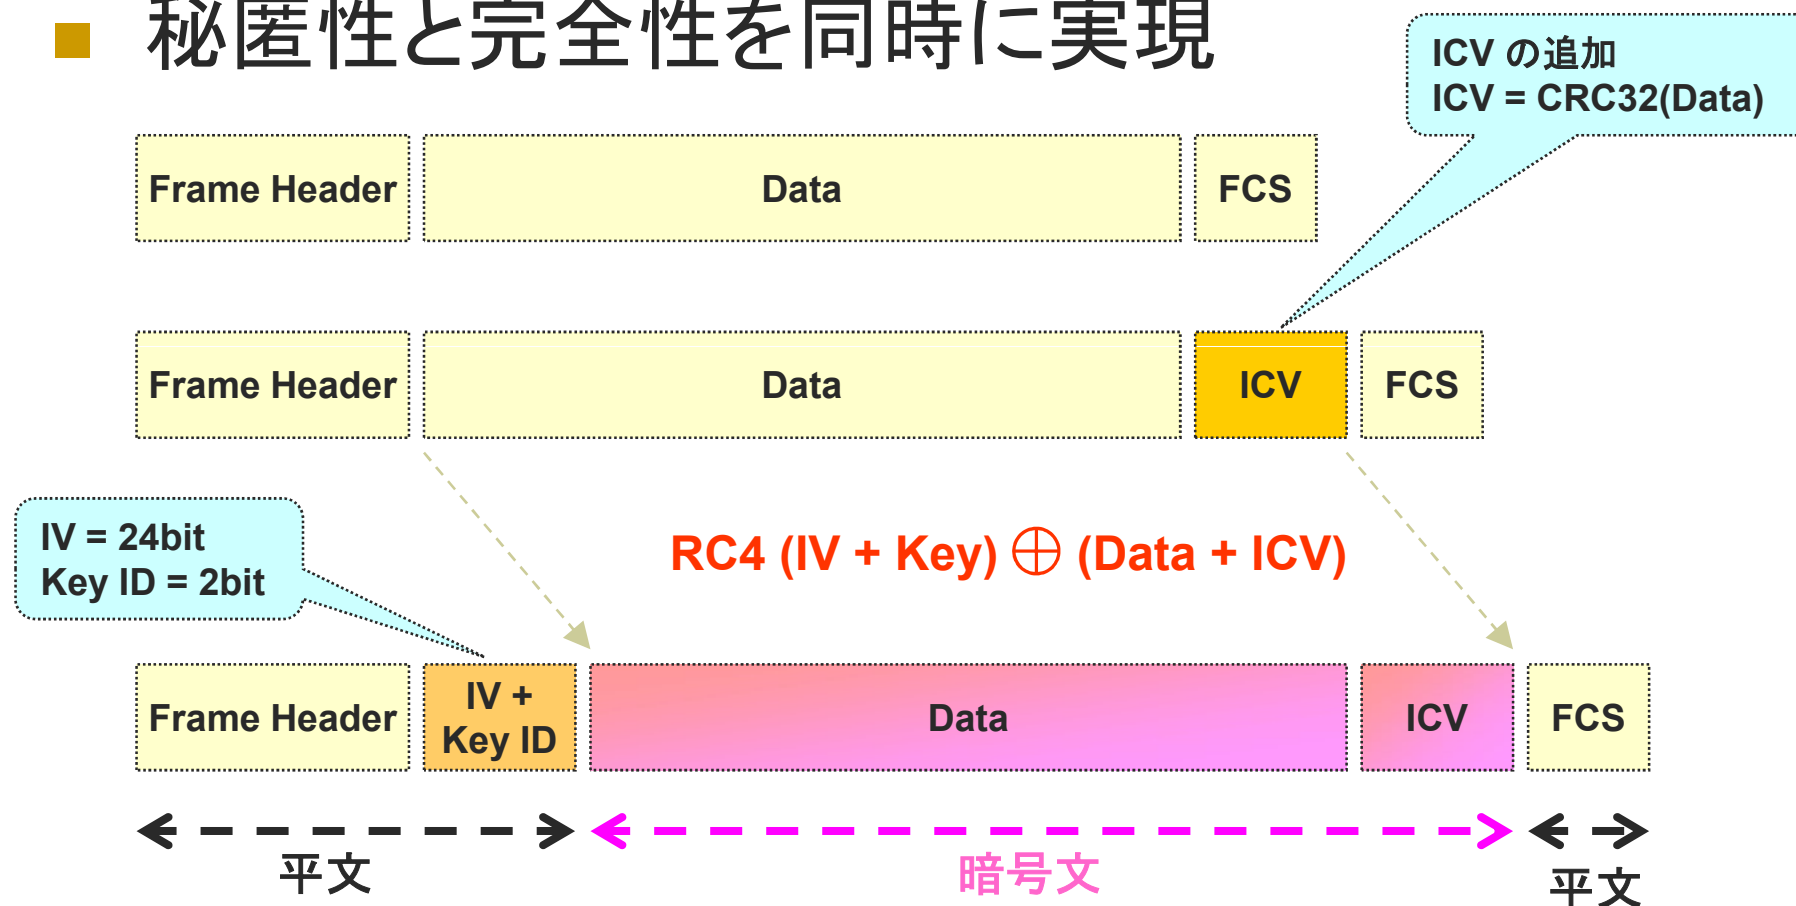 秘匿性と完全性を同時に実現
ICV の追加
ICV = CRC32(Data)
Frame Header Data FCS
Frame Header Data ICV FCS
IV = 24bit
Key ID = 2bit
RC4 (IV + Key) ⊕ (Data + ICV)
Frame Header IV + Key ID Data ICV FCS
平文 暗号文 平文